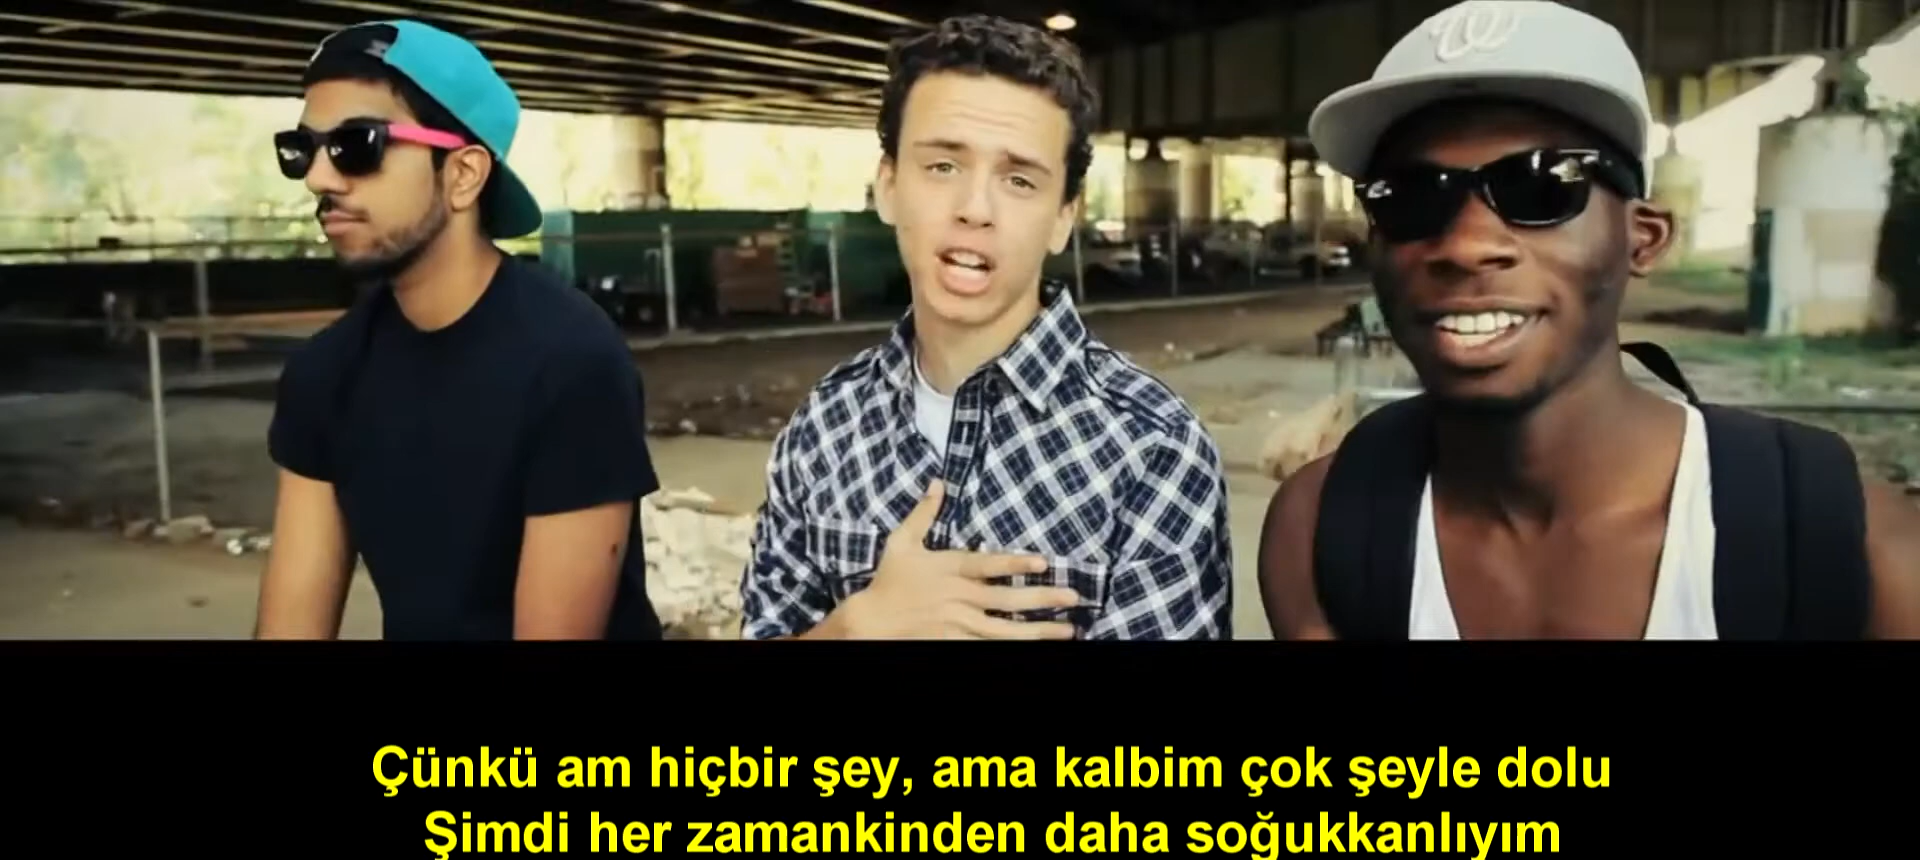 W
Çünkü am hiçbir şey, ama kalbim çok şeyle dolu
Şimdi her zamankinden daha soğukkanlıyım